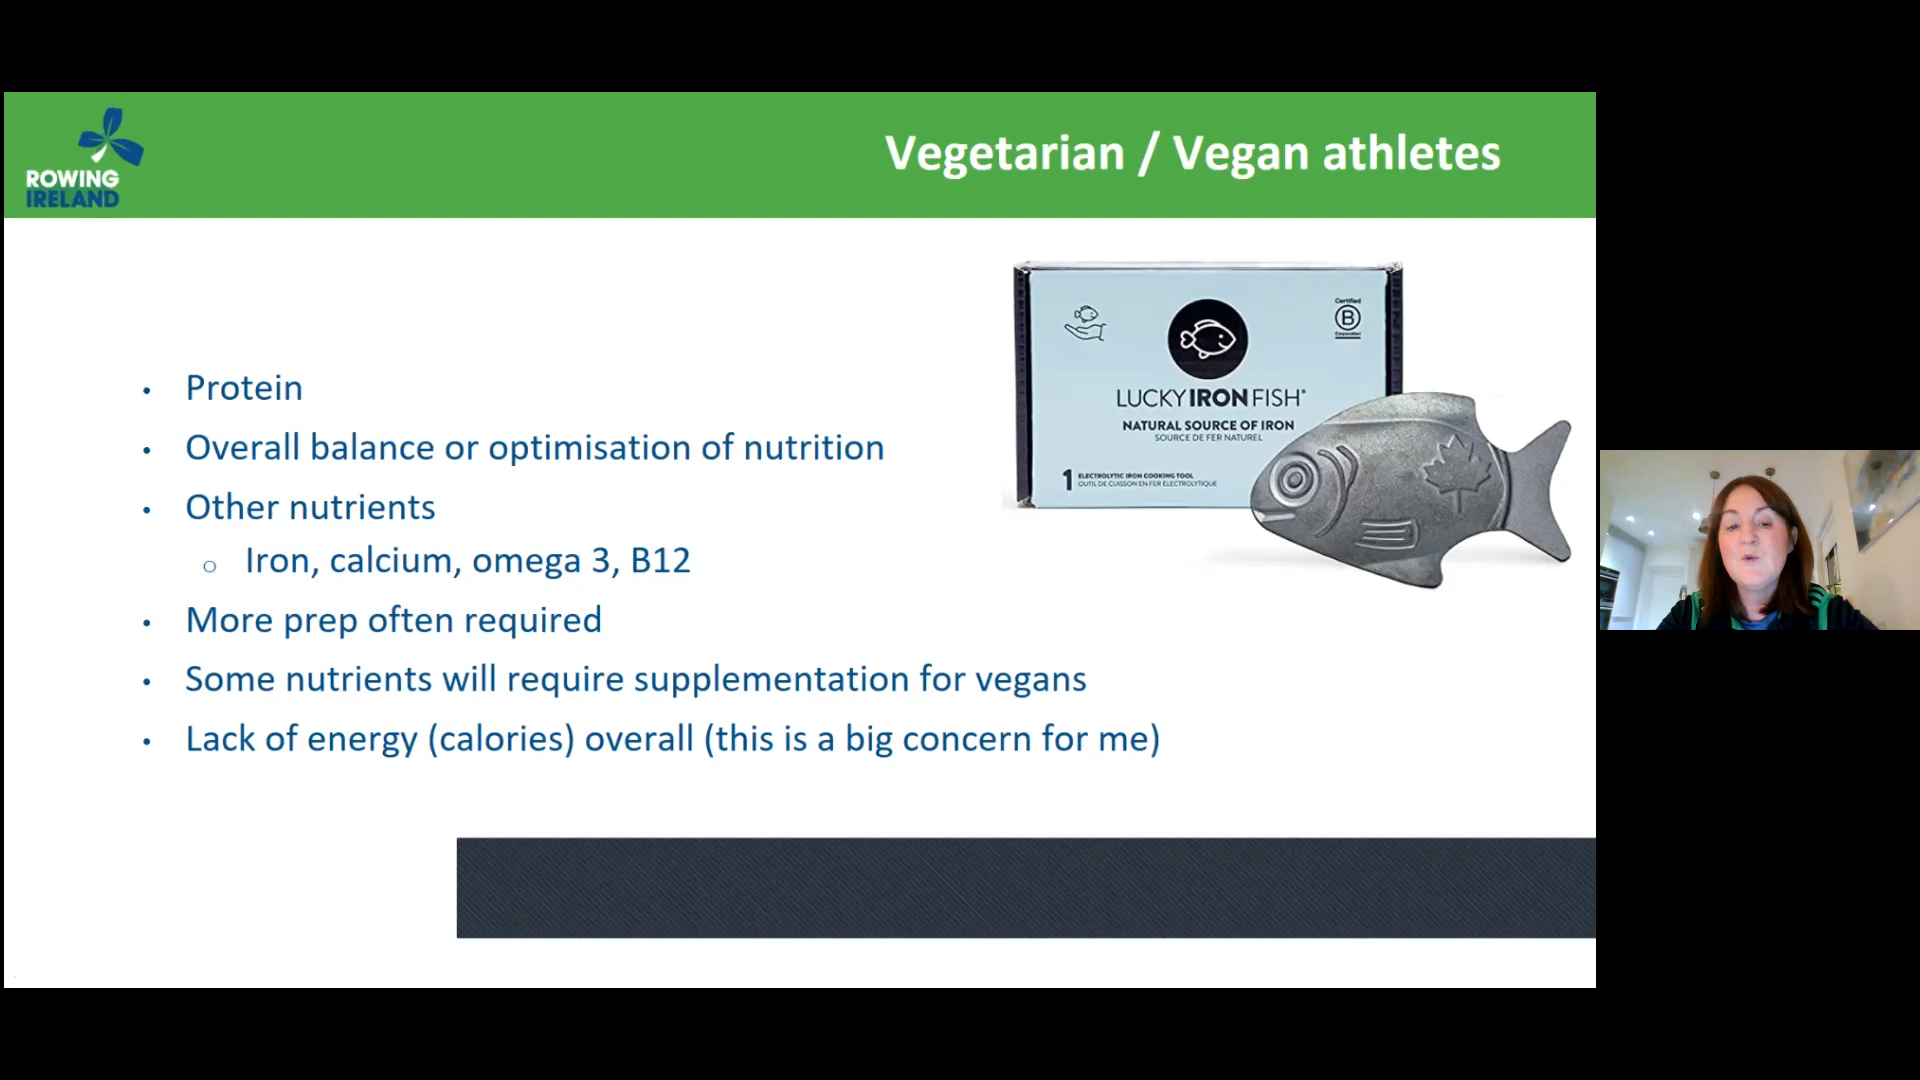 ROWING
IRELAND
Vegetarian / Vegan athletes
LUCKY IRON FISH®
NATURAL SOURCE OF IRON
SOURCE DE FER NATUREL
1 ELECTROLYTIC IRON COOKING TOOL
OUTIL DE CUISSON EN FER ÉLECTROLYTIQUE
Certified
B
Corporation
• Protein
• Overall balance or optimisation of nutrition
• Other nutrients
o Iron, calcium, omega 3, B12
• More prep often required
• Some nutrients will require supplementation for vegans
• Lack of energy (calories) overall (this is a big concern for me)